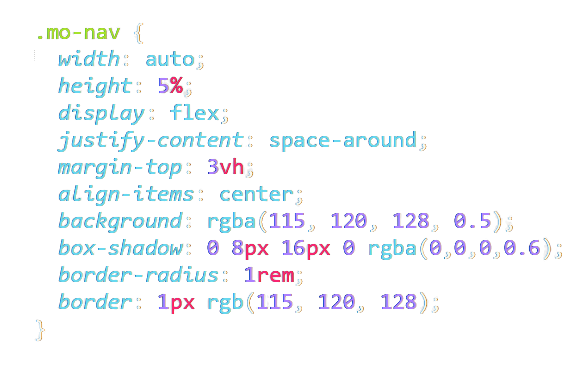 .mo-nav {
width: auto;
height: 5%;
display: flex;
justify-content: space-around;
margin-top: 3vh;
align-items: center;
background: rgba(115, 120, 128, 0.5);
box-shadow: 0 8px 16px 0 rgba(0,0,0,0.6);
border-radius: 1rem;
border: 1px rgb(115, 120, 128);
}